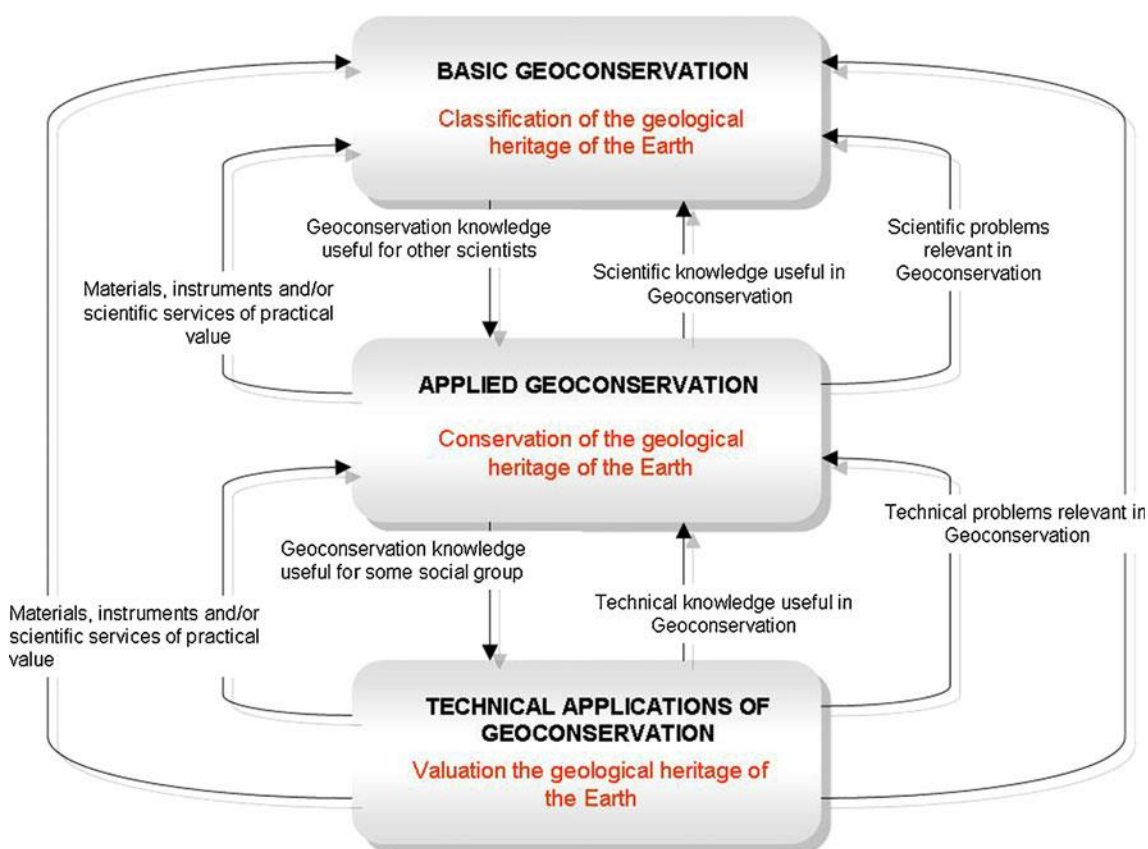 BASIC GEOCONSERVATION
Classification of the geological
heritage of the Earth
Geoconservation knowledge
useful for other scientists
Scientific knowledge useful in
Geoconservation
Scientific problems
relevant in
Geoconservation
Materials, instruments and/or
scientific services of practical
value
APPLIED GEOCONSERVATION
Conservation of the geological
heritage of the Earth
Geoconservation knowledge
useful for some social group
Technical knowledge useful in
Geoconservation
Technical problems relevant in
Geoconservation
Materials, instruments and/or
scientific services of practical
value
TECHNICAL APPLICATIONS OF
GEOCONSERVATION
Valuation the geological heritage of
the Earth